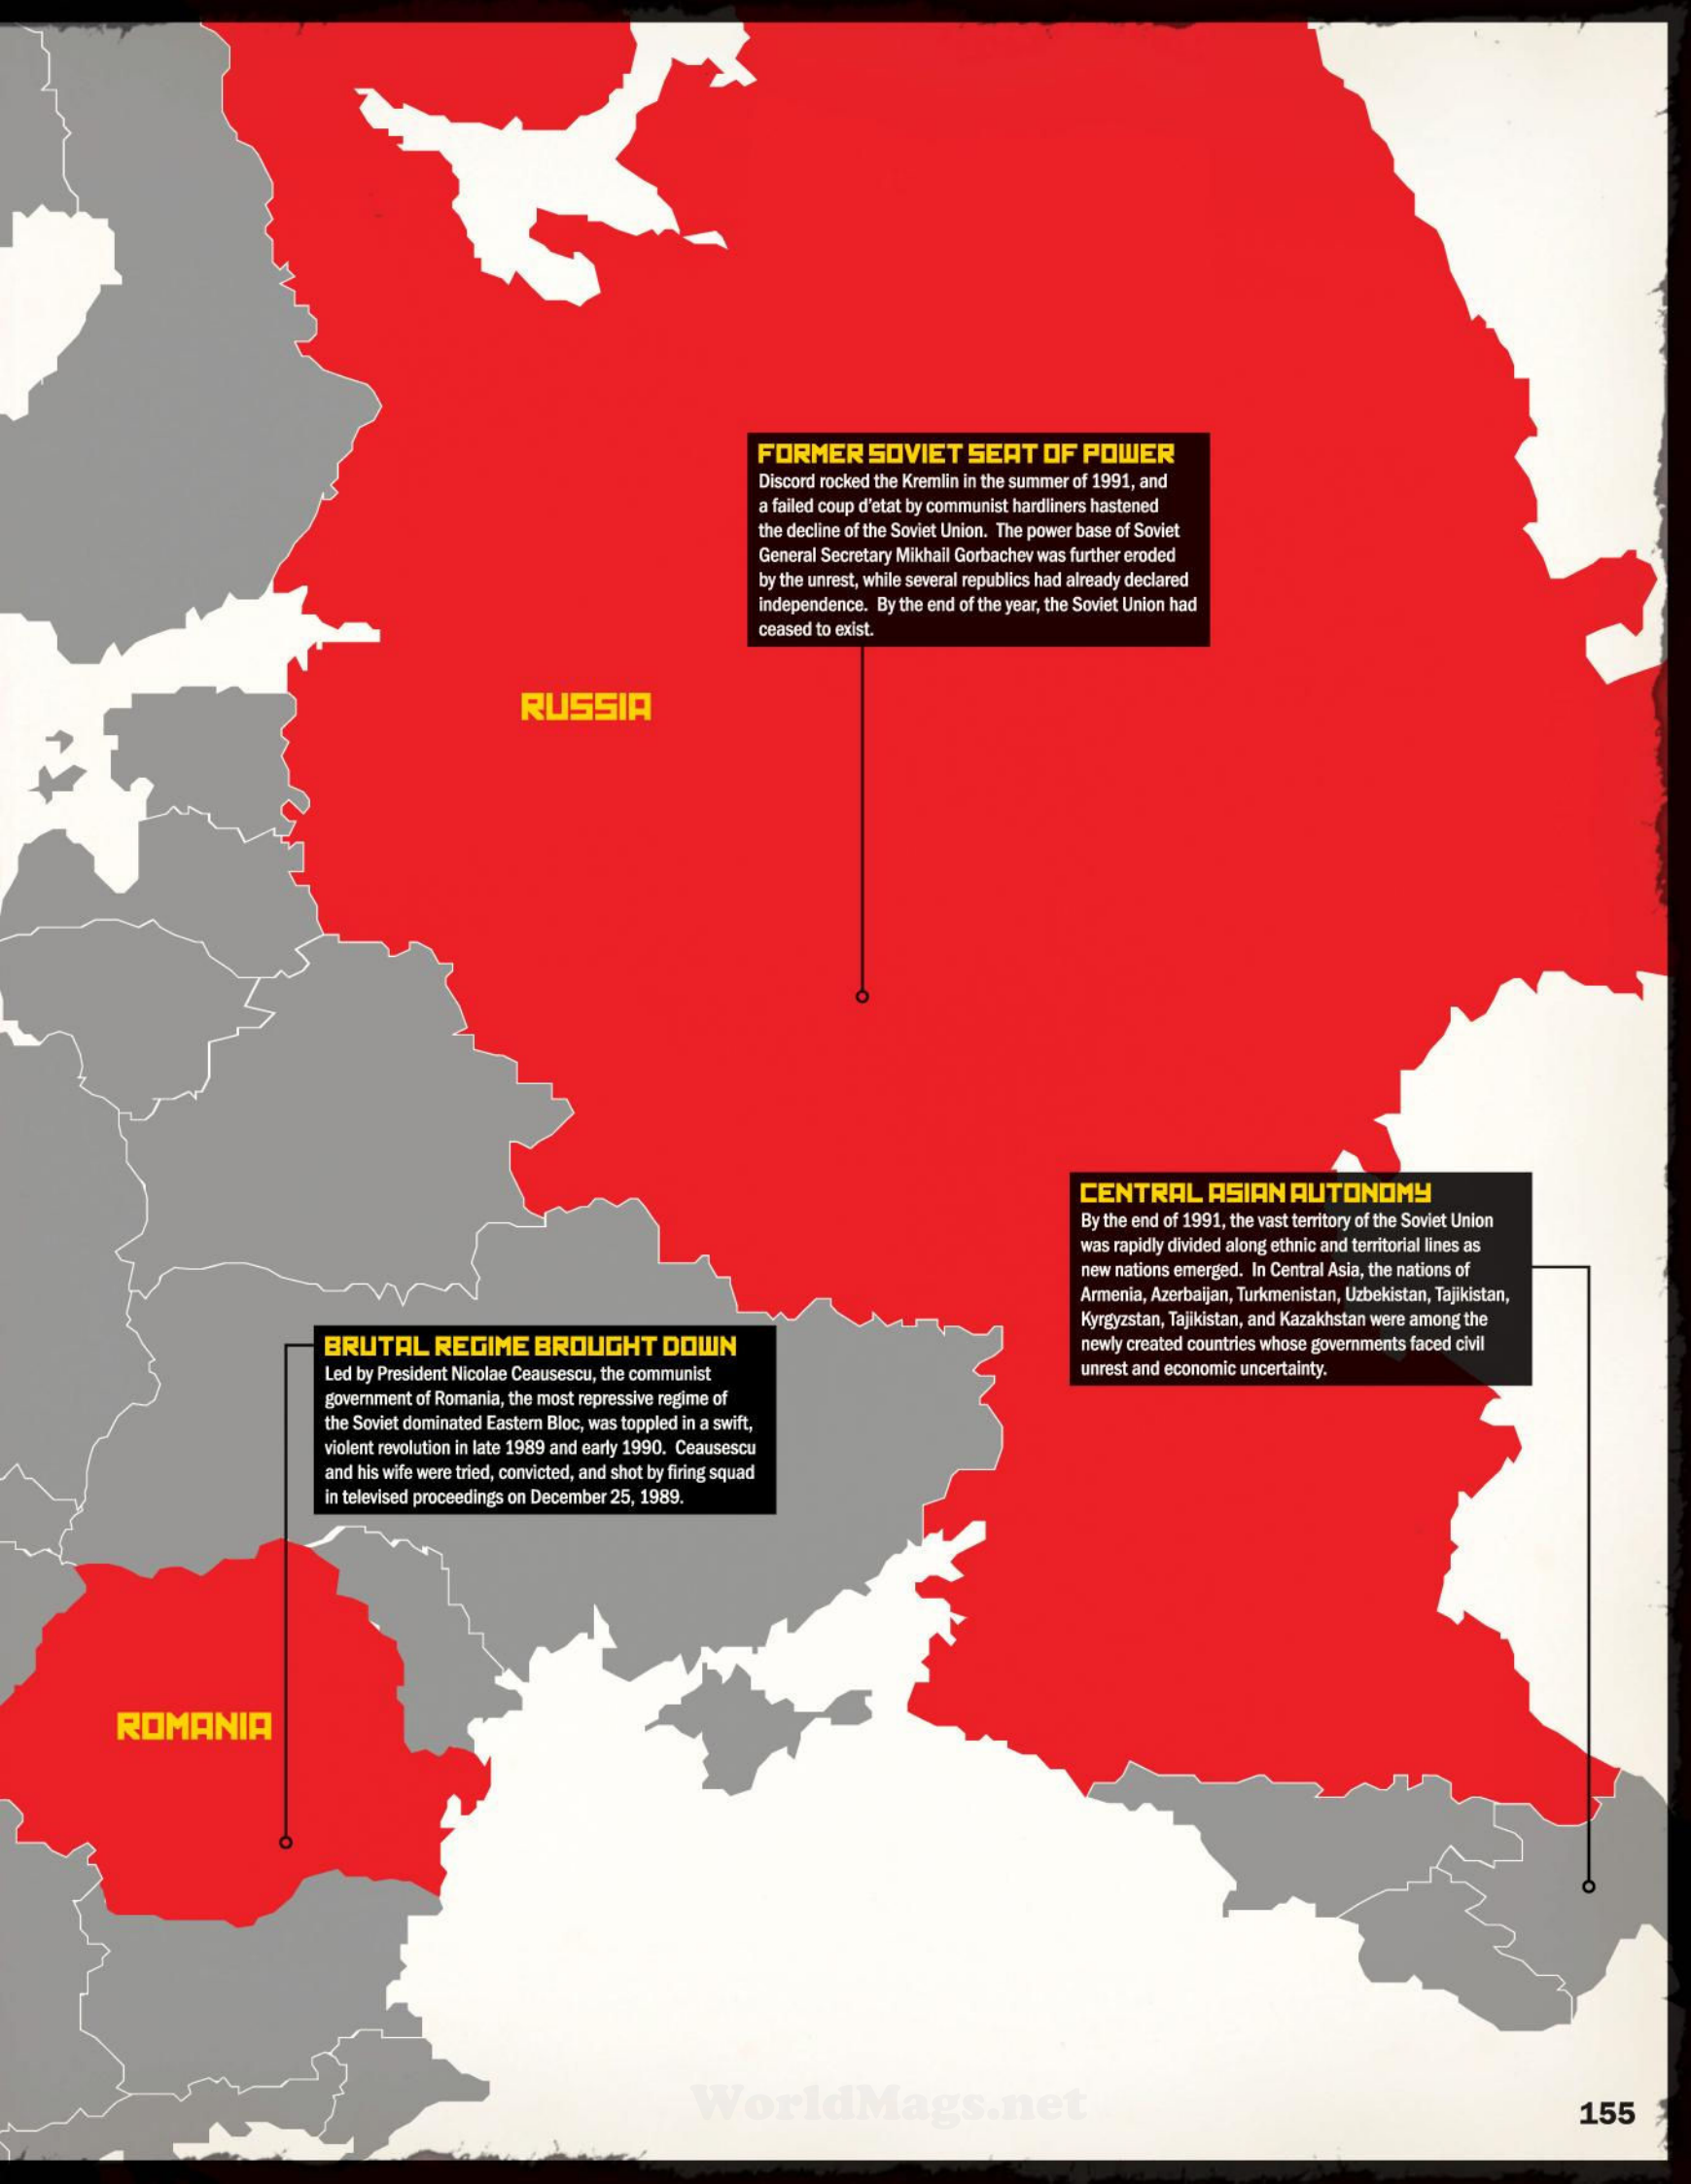 FORMER SOVIET SEAT OF POWER
Discord rocked the Kremlin in the summer of 1991, and
a failed coup d'etat by communist hardliners hastened
the decline of the Soviet Union. The power base of Soviet
General Secretary Mikhail Gorbachev was further eroded
by the unrest, while several republics had already declared
independence. By the end of the year, the Soviet Union had
ceased to exist.
RUSSIA
CENTRAL ASIAN AUTONOMY
By the end of 1991, the vast territory of the Soviet Union
was rapidly divided along ethnic and territorial lines as
new nations emerged. In Central Asia, the nations of
Armenia, Azerbaijan, Turkmenistan, Uzbekistan, Tajikistan,
Kyrgyzstan, Tajikistan, and Kazakhstan were among the
newly created countries whose governments faced civil
unrest and economic uncertainty.
BRUTAL REGIME BROUGHT DOWN
Led by President Nicolae Ceausescu, the communist
government of Romania, the most repressive regime of
the Soviet dominated Eastern Bloc, was toppled in a swift,
violent revolution in late 1989 and early 1990. Ceausescu
and his wife were tried, convicted, and shot by firing squad
in televised proceedings on December 25, 1989.
ROMANIA
WorldMags.net
155